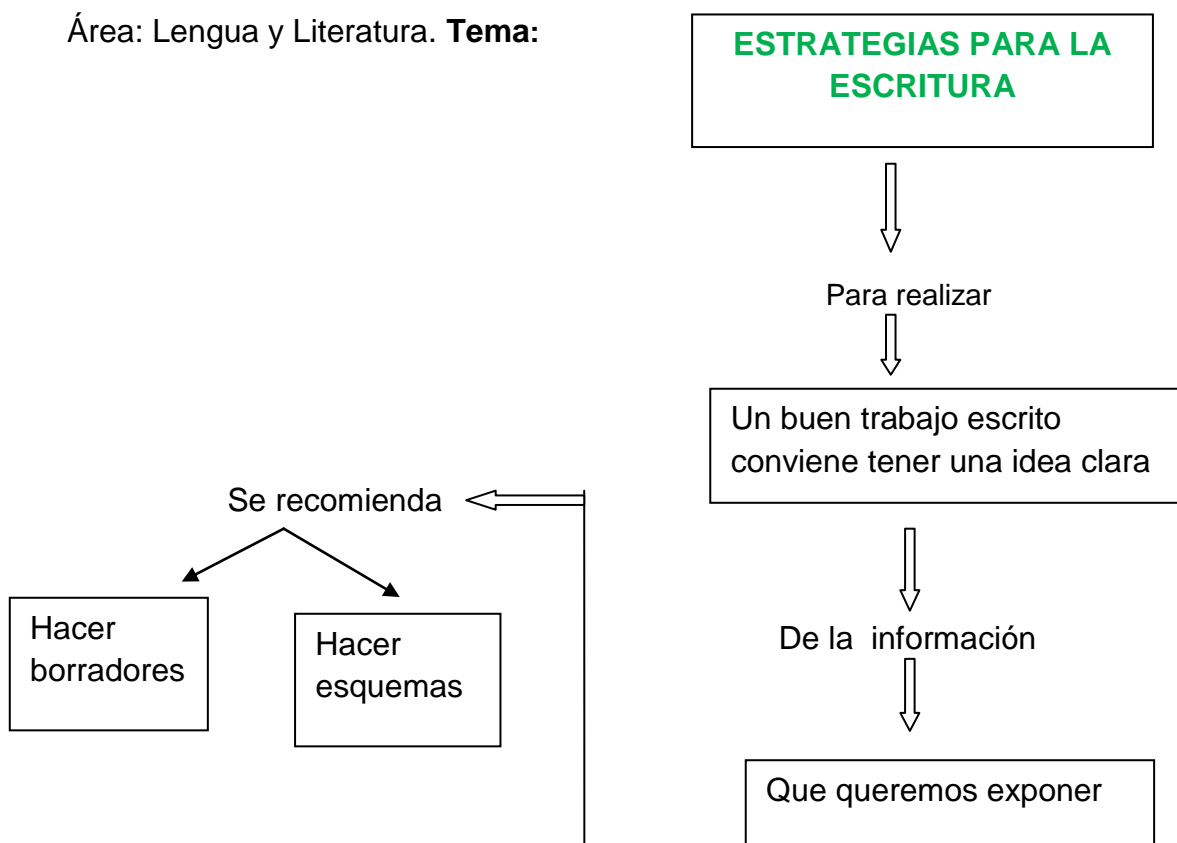 Área: Lengua y Literatura. Tema:
ESTRATEGIAS PARA LA
ESCRITURA
Para realizar
Un buen trabajo escrito
conviene tener una idea clara
De la información
Que queremos exponer
Se recomienda
Hacer
borradores
Hacer
esquemas